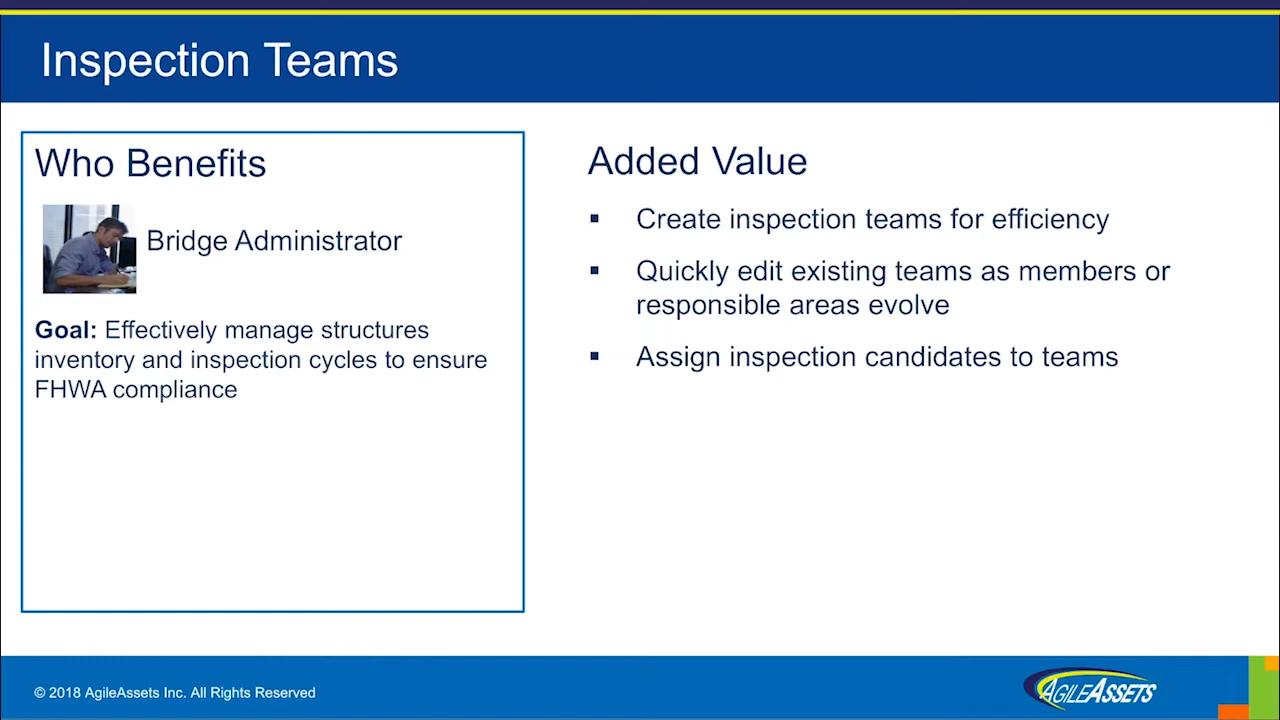 Inspection Teams
Who Benefits
Bridge Administrator
Goal: Effectively manage structures
inventory and inspection cycles to ensure
FHWA compliance
Added Value
▪ Create inspection teams for efficiency
▪ Quickly edit existing teams as members or
responsible areas evolve
▪ Assign inspection candidates to teams
© 2018 AgileAssets Inc. All Rights Reserved
AGILEASSETS